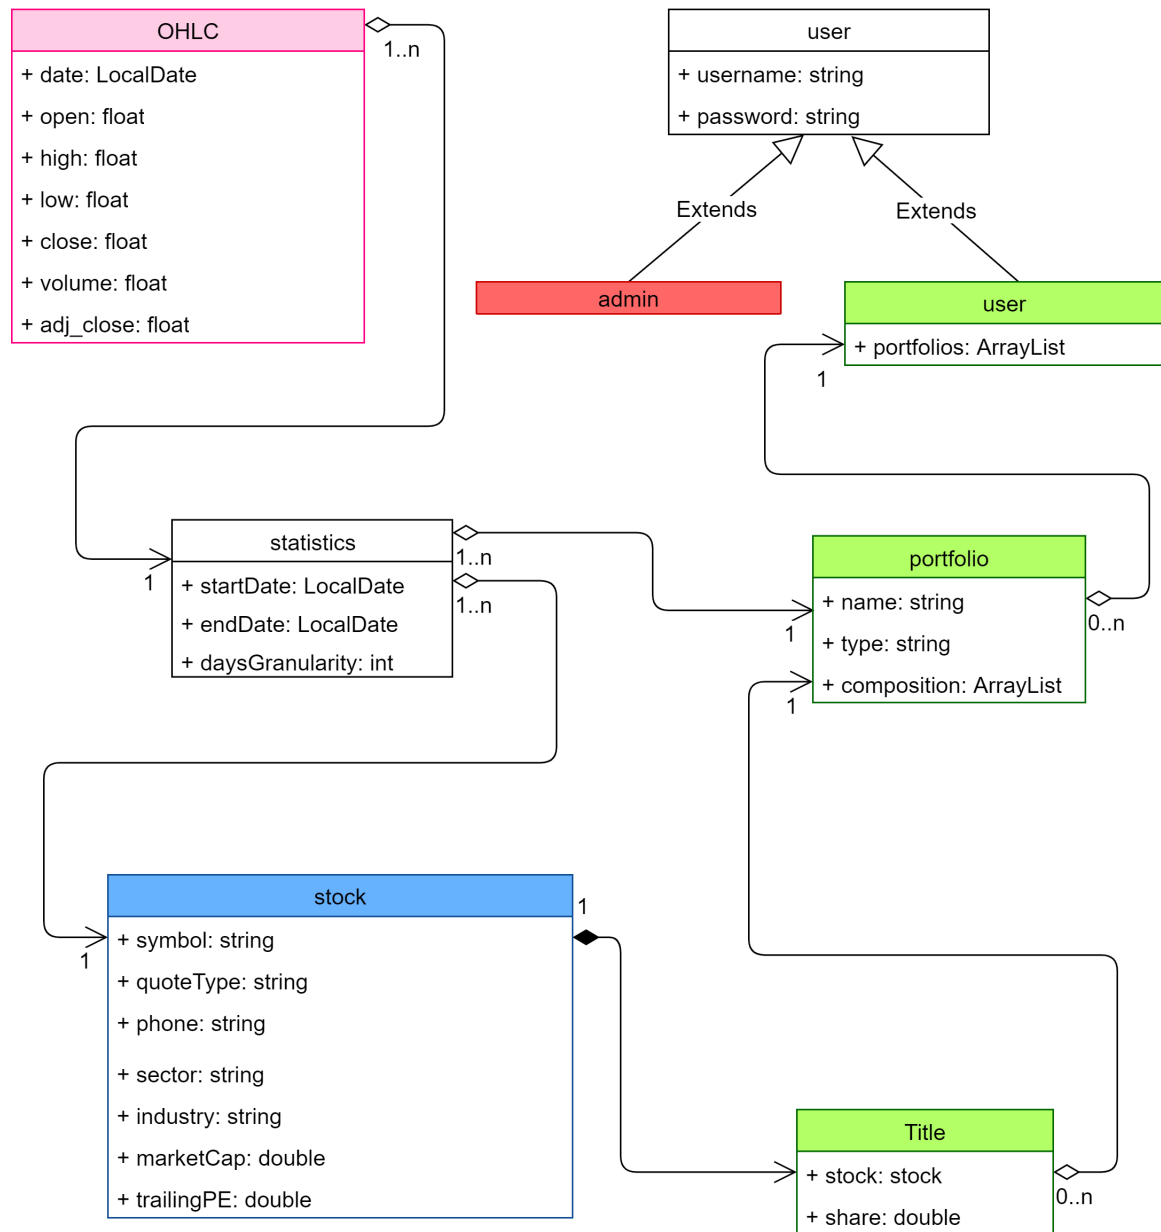 OHLC
+ date: LocalDate
+ open: float
+ high: float
+ low: float
+ close: float
+ volume: float
+ adj_close: float
1..n
user
+ username: string
+ password: string
Extends
Extends
admin
user
+ portfolios: ArrayList
1
statistics
+ startDate: LocalDate
+ endDate: LocalDate
+ daysGranularity: int
1
1..n
1..n
portfolio
+ name: string
+ type: string
+ composition: ArrayList
1
1
0..n
stock
+ symbol: string
+ quoteType: string
+ phone: string
+ sector: string
+ industry: string
+ marketCap: double
+ trailingPE: double
1
1
Title
+ stock: stock
+ share: double
0..n